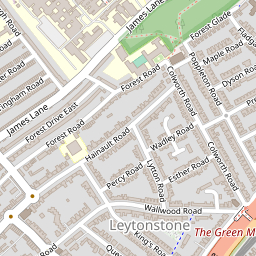 James Lane
Forest Glade
Maple Road
Poppleton Road
Dyson Road
Forest Road
Colworth Road
James Lane
Forest Drive East
Forest Road
Hainault Road
Wadley Road
Lytton Road
Colworth Road
Esther Road
Percy Road
Wallwood Road
Leytonstone
The Green M
King's Road